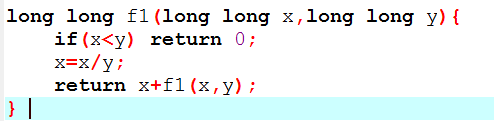 long long f1(long long x,long long y){
    if(x<y) return 0;
    x=x/y;
    return x+f1(x,y);
}